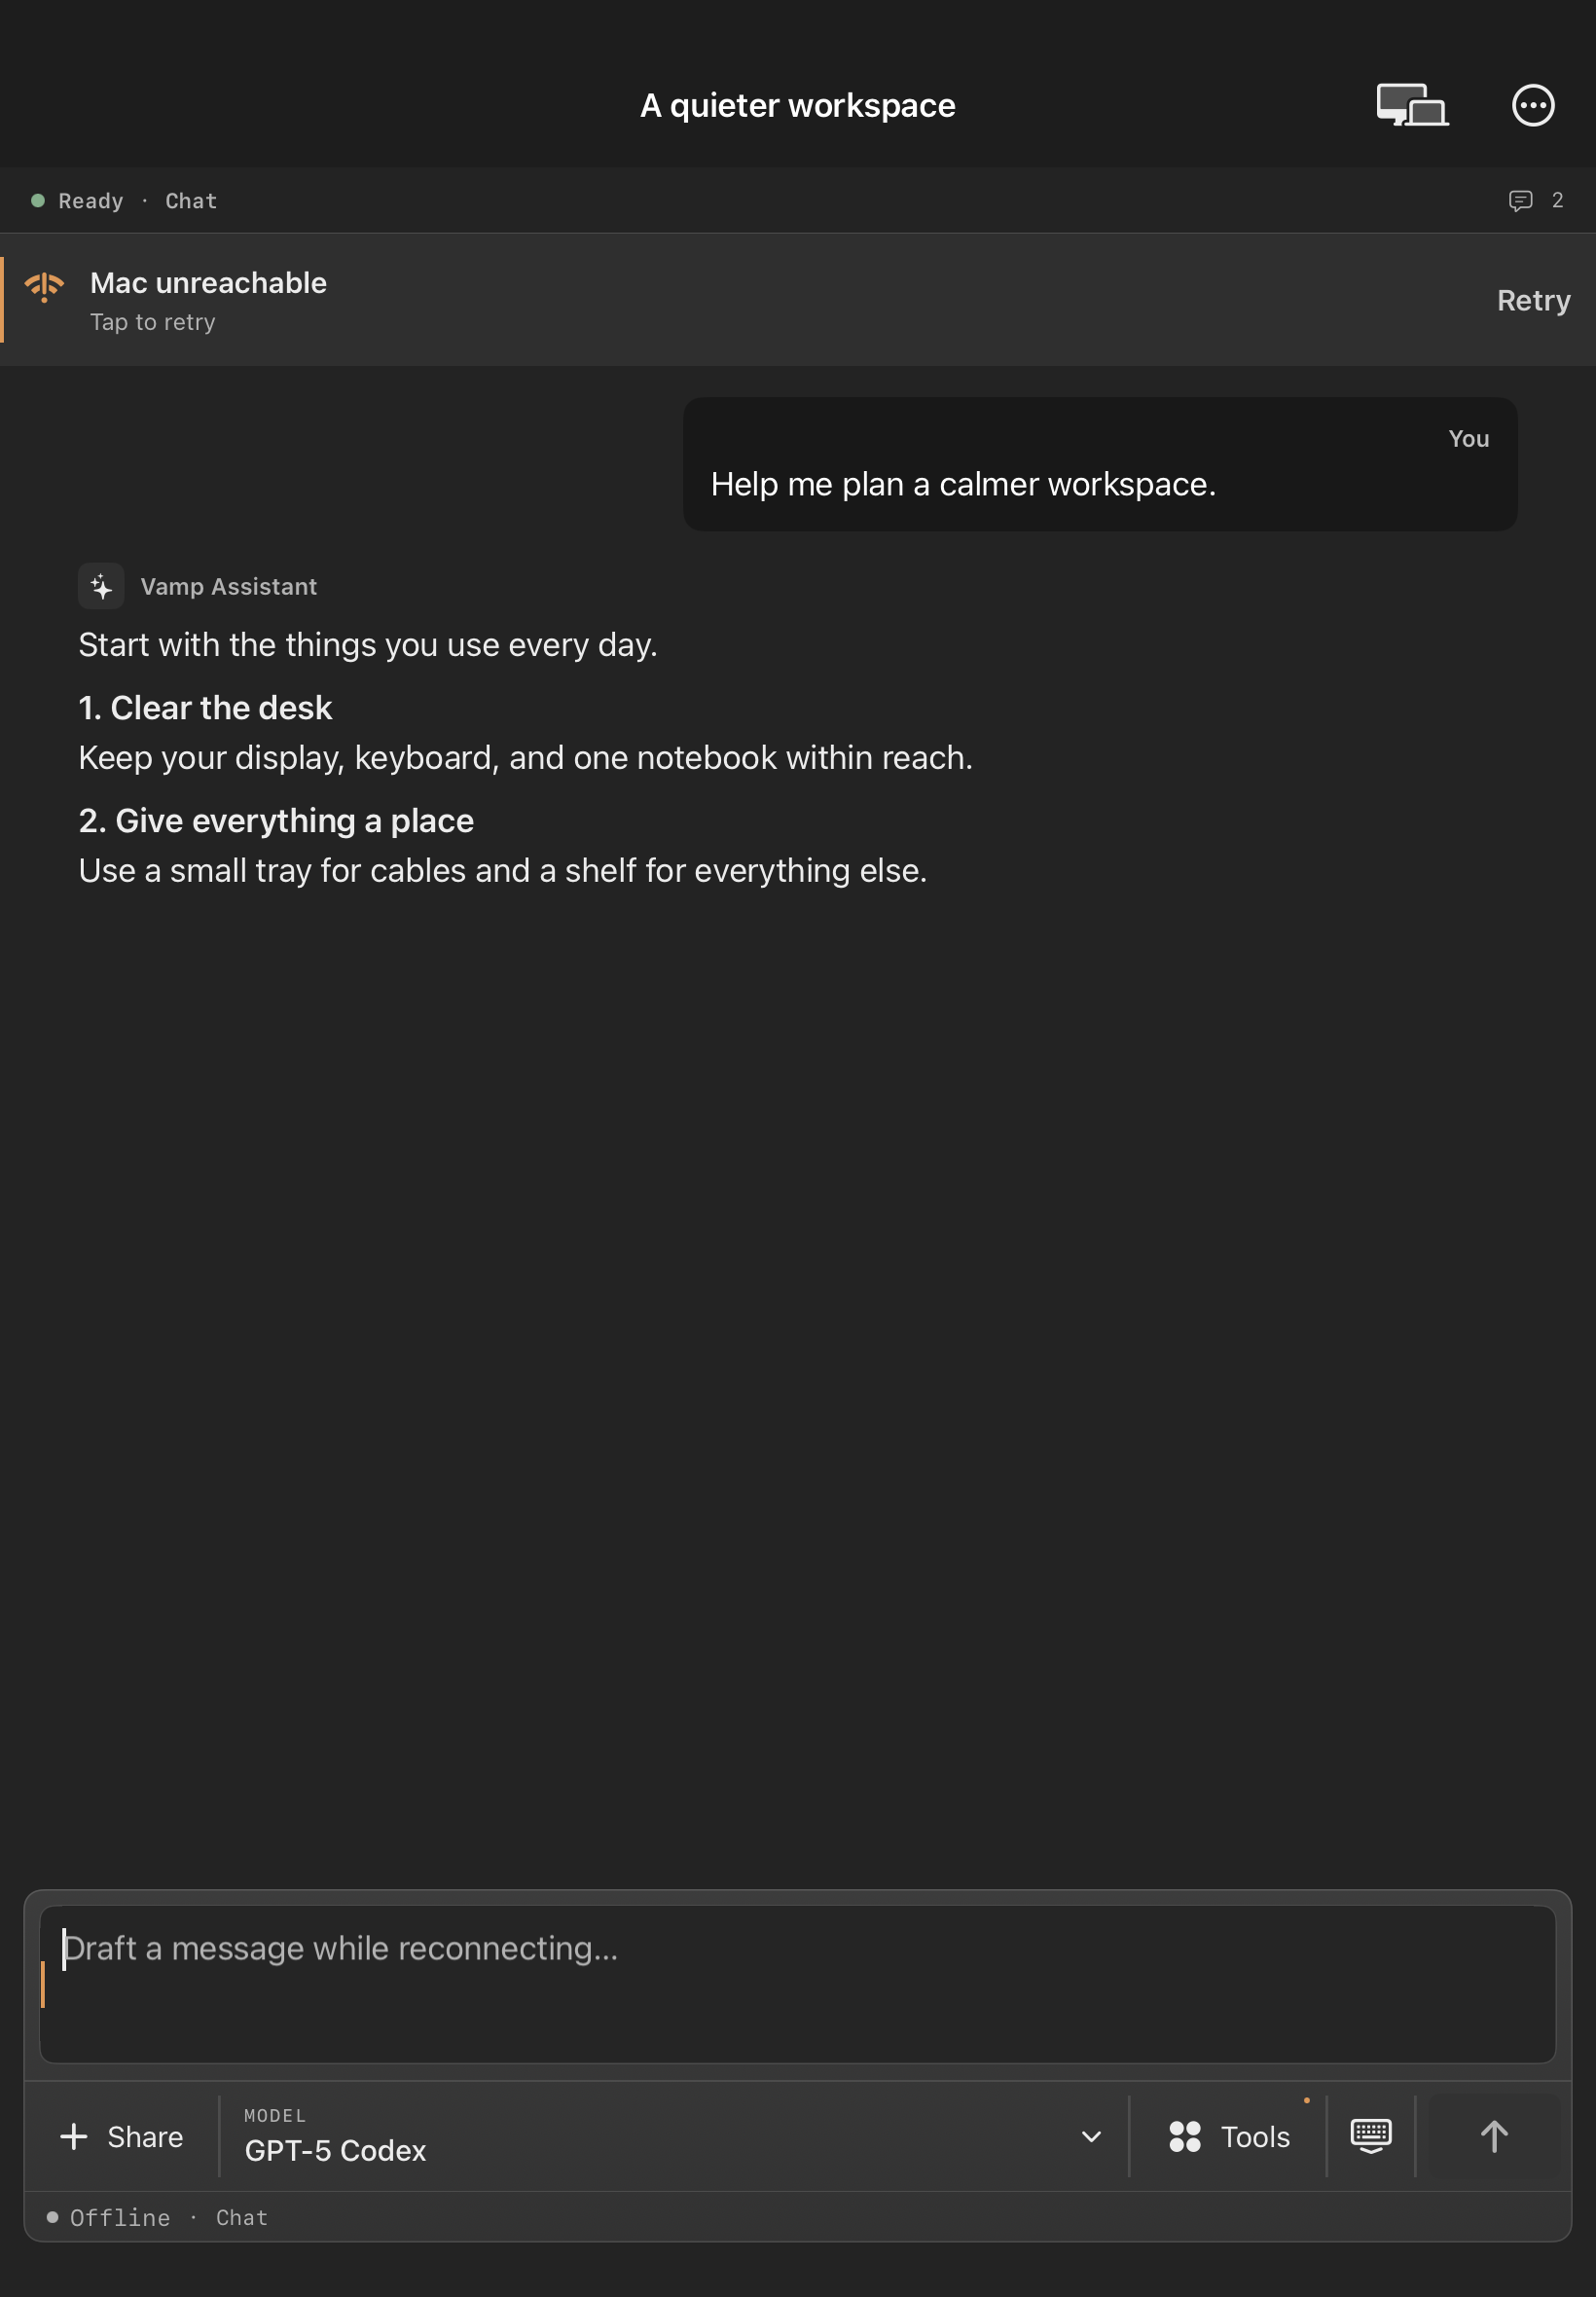 A quieter workspace
Ready · Chat
2
Mac unreachable
Tap to retry
Retry
You
Help me plan a calmer workspace.
Vamp Assistant
Start with the things you use every day.
1. Clear the desk
Keep your display, keyboard, and one notebook within reach.
2. Give everything a place
Use a small tray for cables and a shelf for everything else.
Draft a message while reconnecting...
Share
MODEL
GPT-5 Codex
Tools
Offline · Chat